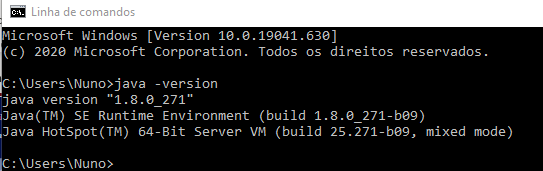 Linha de comandos
Microsoft Windows [Version 10.0.19041.630]
(c) 2020 Microsoft Corporation. Todos os direitos reservados.
C:\Users\Nuno>java -version
java version "1.8.0_271"
Java(TM) SE Runtime Environment (build 1.8.0_271-b09)
Java HotSpot(TM) 64-Bit Server VM (build 25.271-b09, mixed mode)
C:\Users\Nuno>